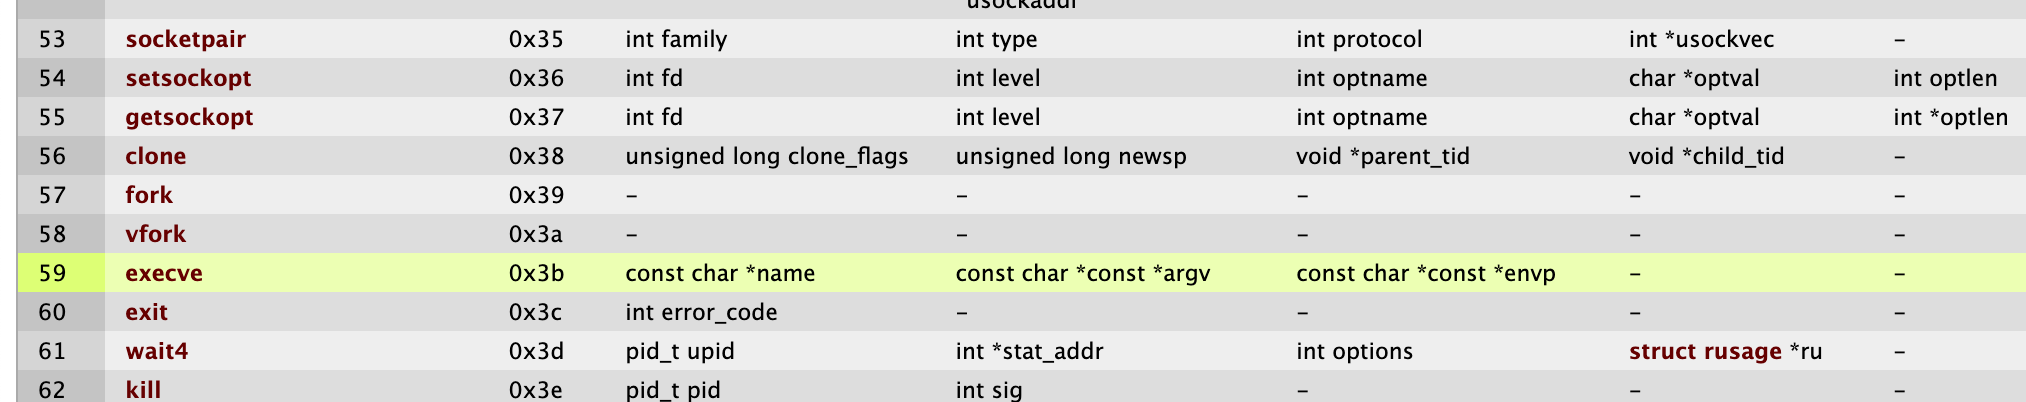 usockaddr
53 socketpair 0x35 int family int type int protocol int *usockvec –
54 setsockopt 0x36 int fd int level int optname char *optval int optlen
55 getsockopt 0x37 int fd int level int optname char *optval int *optlen
56 clone 0x38 unsigned long clone_flags unsigned long newsp void *parent_tid void *child_tid –
57 fork 0x39 – – – – –
58 vfork 0x3a – – – – –
59 execve 0x3b const char *name const char *const *argv const char *const *envp – –
60 exit 0x3c int error_code – – – –
61 wait4 0x3d pid_t upid int *stat_addr int options struct rusage *ru –
62 kill 0x3e pid_t pid int sig – – –